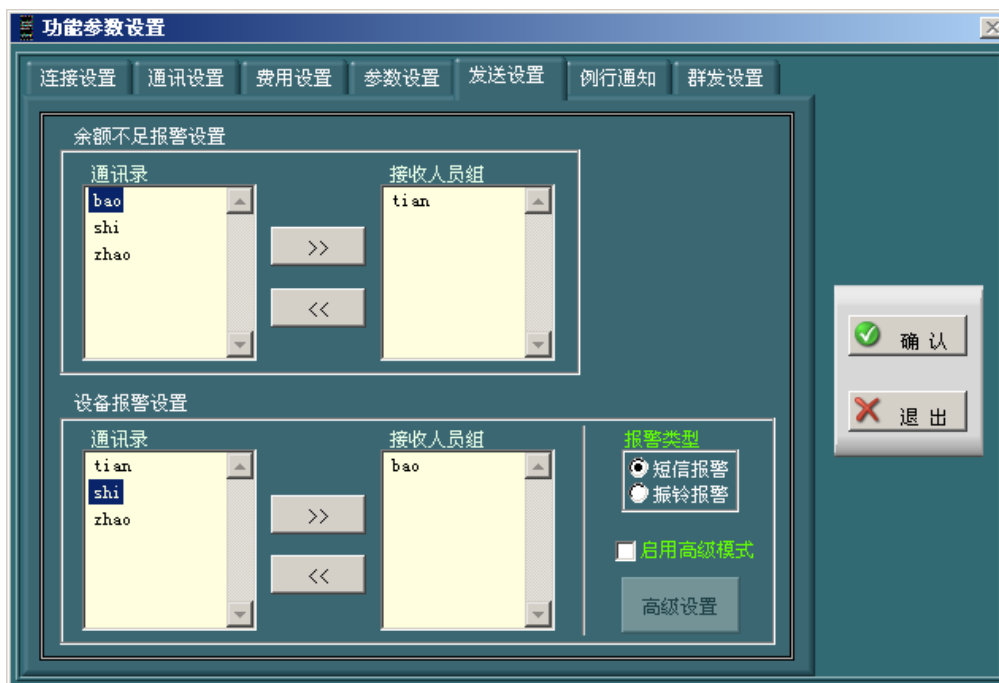 功能参数设置
连接设置 通讯设置 费用设置 参数设置 发送设置 例行通知 群发设置
余额不足报警设置
通讯录 接收人员组
bao tian
shi
zhao
>>
<<
确 认
退 出
设备报警设置
通讯录 接收人员组 报警类型
tian bao 短信报警
shi 振铃报警
zhao
>>
<<
启用高级模式
高级设置